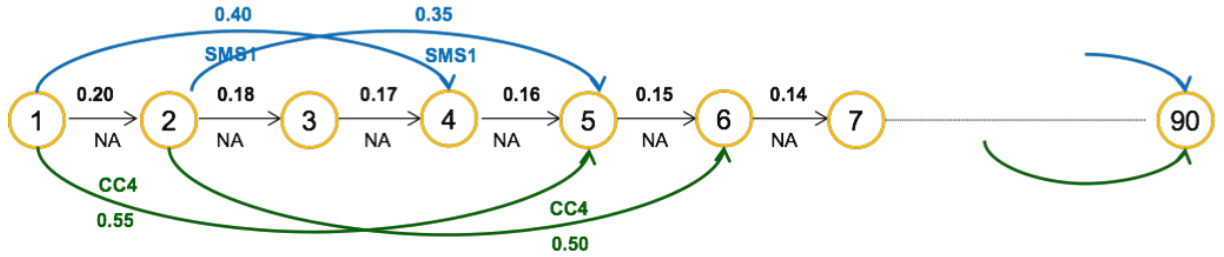 0.40 0.35
SMS1 SMS1
0.20 0.18 0.17 0.16 0.15 0.14
1 2 3 4 5 6 7 90
NA NA NA NA NA NA
CC4 CC4
0.55 0.50